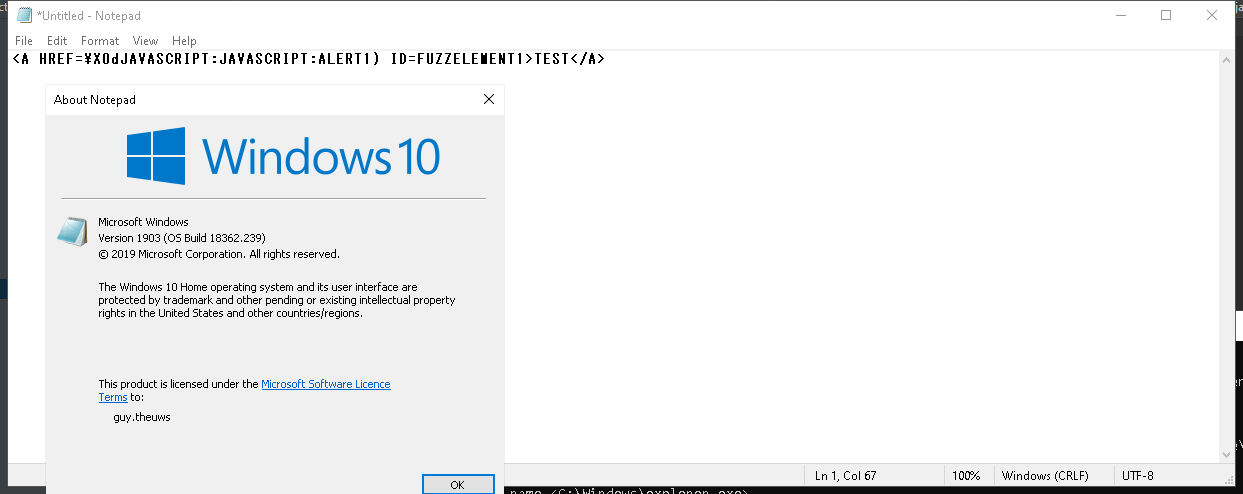 *Untitled - Notepad
File Edit Format View Help
<A HREF=¥X0dJAVASCRIPT:JAVASCRIPT:ALERT1) ID=FUZZELEMENT1>TEST</A>
About Notepad
Windows 10
Microsoft Windows
Version 1903 (OS Build 18362.239)
© 2019 Microsoft Corporation. All rights reserved.
The Windows 10 Home operating system and its user interface are
protected by trademark and other pending or existing intellectual property
rights in the United States and other countries/regions.
This product is licensed under the Microsoft Software Licence
Terms to:
guy.theuws
OK
Ln 1, Col 67 100% Windows (CRLF) UTF-8
name <C:\Windows\explorer.exe>